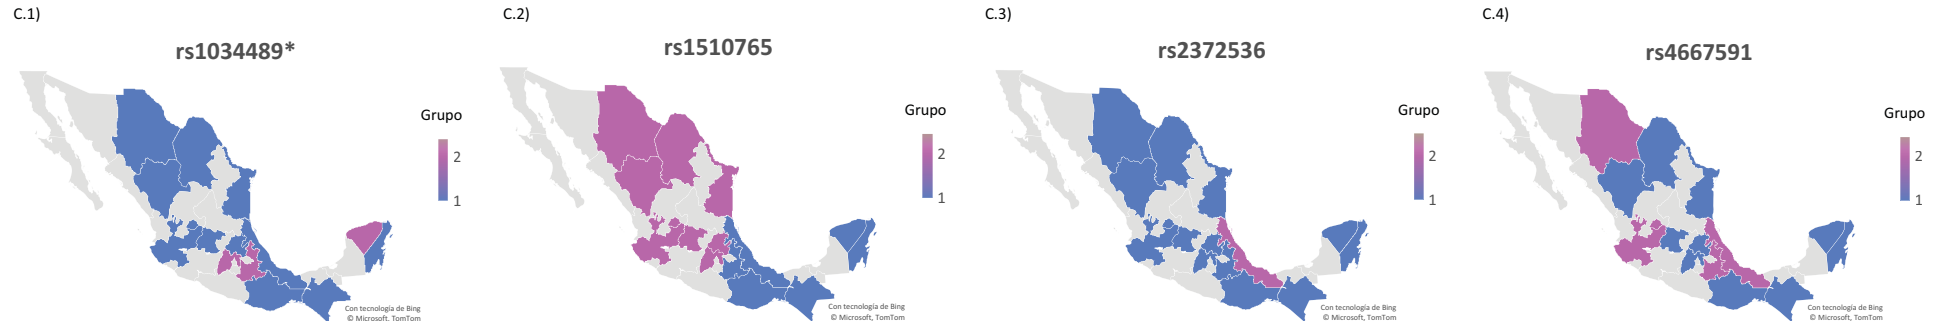 C.1)
rs1034489*
Grupo
2
1
Con tecnología de Bing
© Microsoft, TomTom
C.2)
rs1510765
Grupo
2
1
Con tecnología de Bing
© Microsoft, TomTom
C.3)
rs2372536
Grupo
2
1
Con tecnología de Bing
© Microsoft, TomTom
C.4)
rs4667591
Grupo
2
1
Con tecnología de Bing
© Microsoft, TomTom